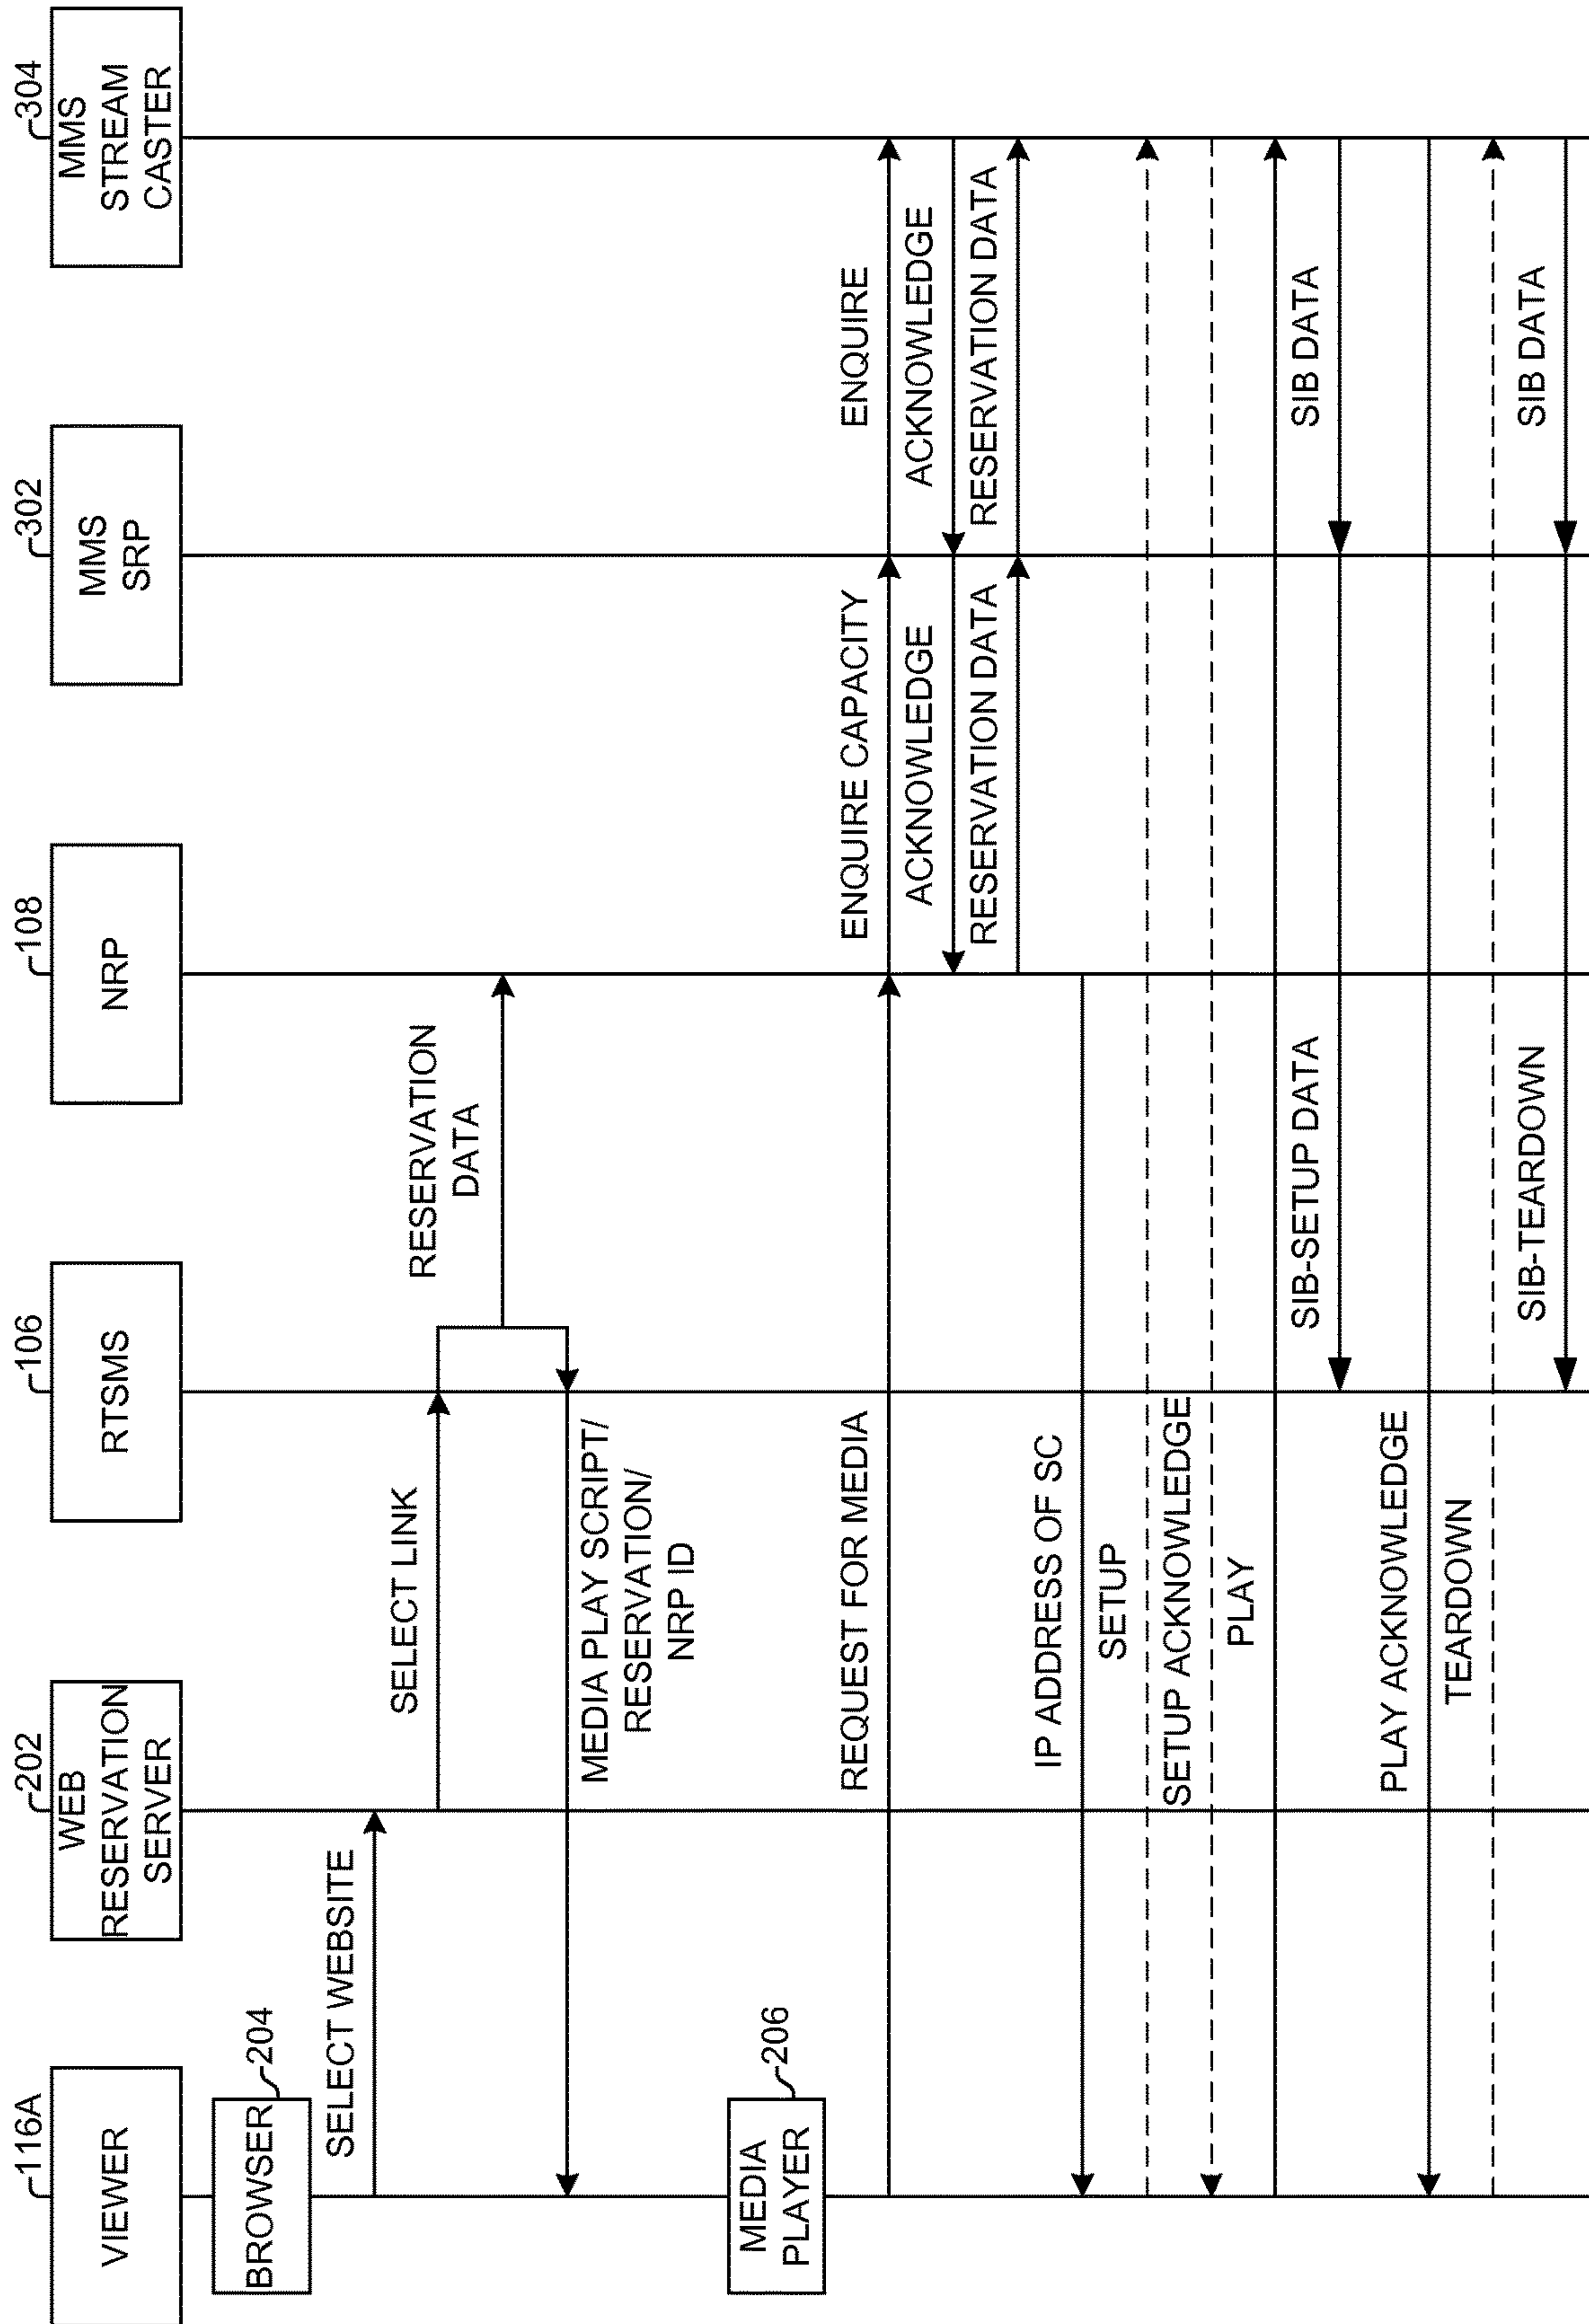 116A
VIEWER
202
WEB
RESERVATION
SERVER
106
RTSMS
108
NRP
302
MMS
SRP
304
MMS
STREAM
CASTER
BROWSER
204
SELECT WEBSITE
SELECT LINK
RESERVATION
DATA
MEDIA PLAY SCRIPT/
RESERVATION/
NRP ID
MEDIA
PLAYER
206
REQUEST FOR MEDIA
ENQUIRE CAPACITY
ENQUIRE
ACKNOWLEDGE
ACKNOWLEDGE
RESERVATION DATA
RESERVATION DATA
IP ADDRESS OF SC
SETUP
SETUP ACKNOWLEDGE
PLAY
SIB-SETUP DATA
SIB DATA
PLAY ACKNOWLEDGE
TEARDOWN
SIB-TEARDOWN
SIB DATA